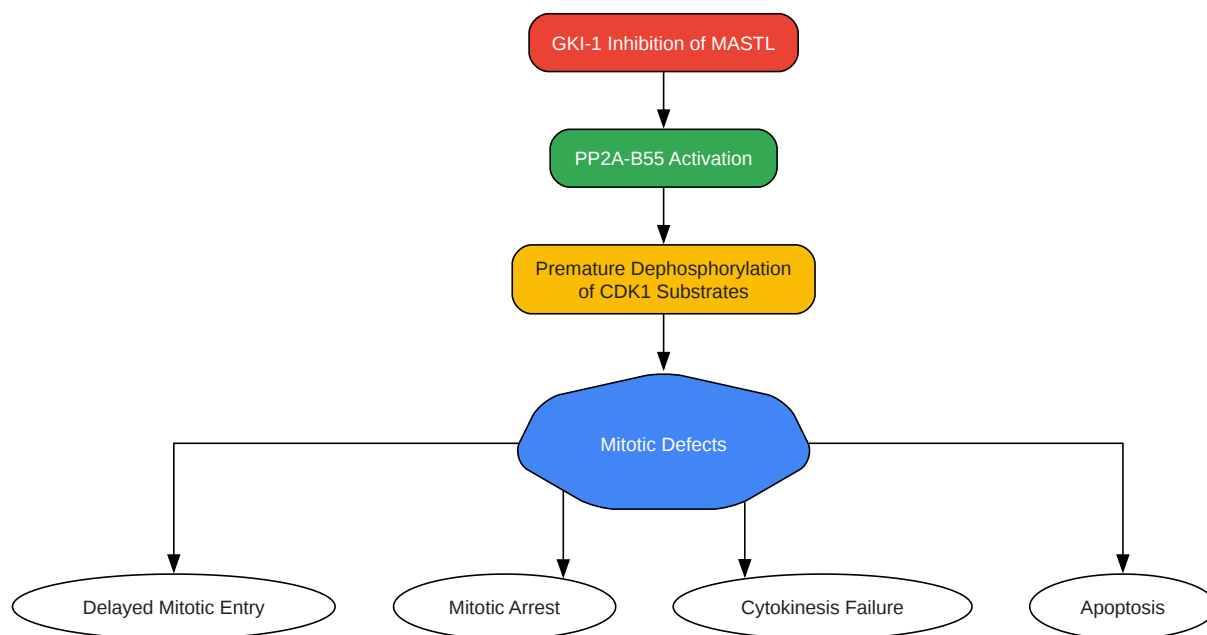 GKI-1 Inhibition of MASTL
PP2A-B55 Activation
Premature Dephosphorylation
of CDK1 Substrates
Mitotic Defects
Delayed Mitotic Entry
Mitotic Arrest
Cytokinesis Failure
Apoptosis